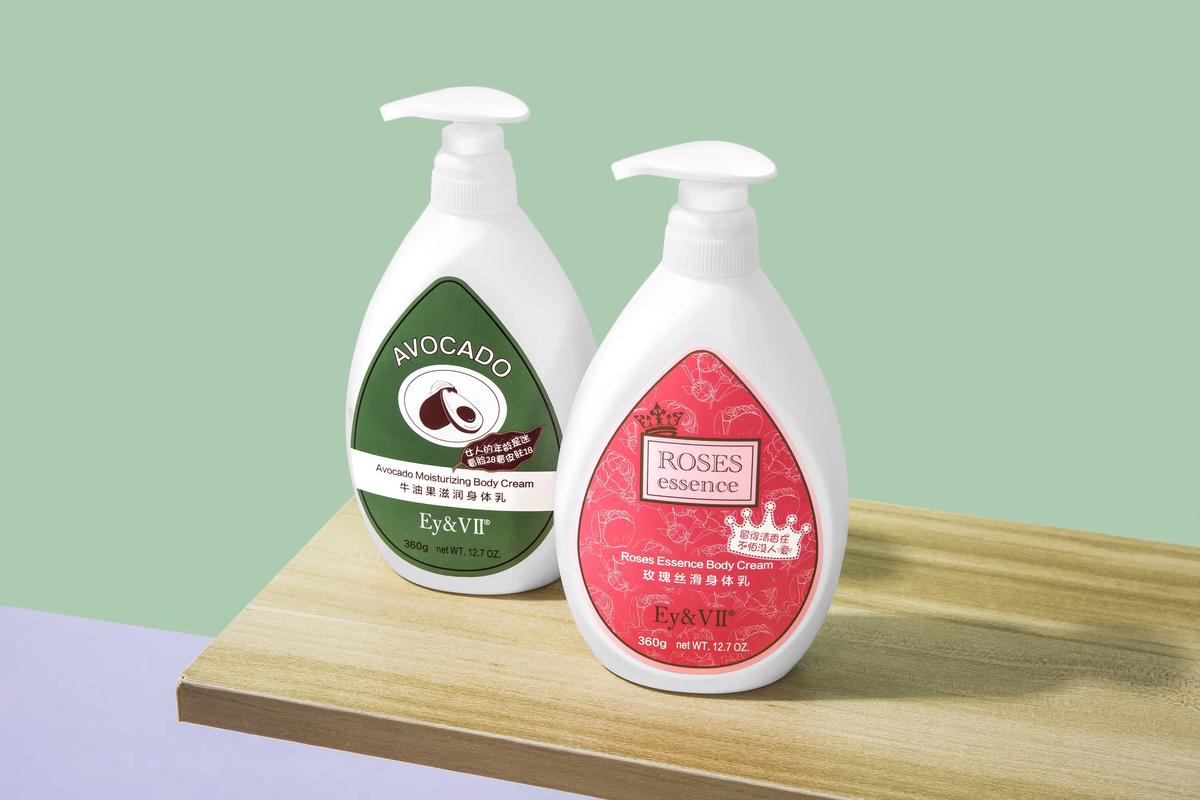 AVOCADO
女人的年龄是迷
看脸28看皮肤18
Avocado Moisturizing Body Cream
牛油果滋润身体乳
Ey&VII®
360g net WT. 12.7 OZ.
ROSES
essence
留得清香在
不怕没人爱
Roses Essence Body Cream
玫瑰丝滑身体乳
Ey&VII®
360g net WT. 12.7 OZ.